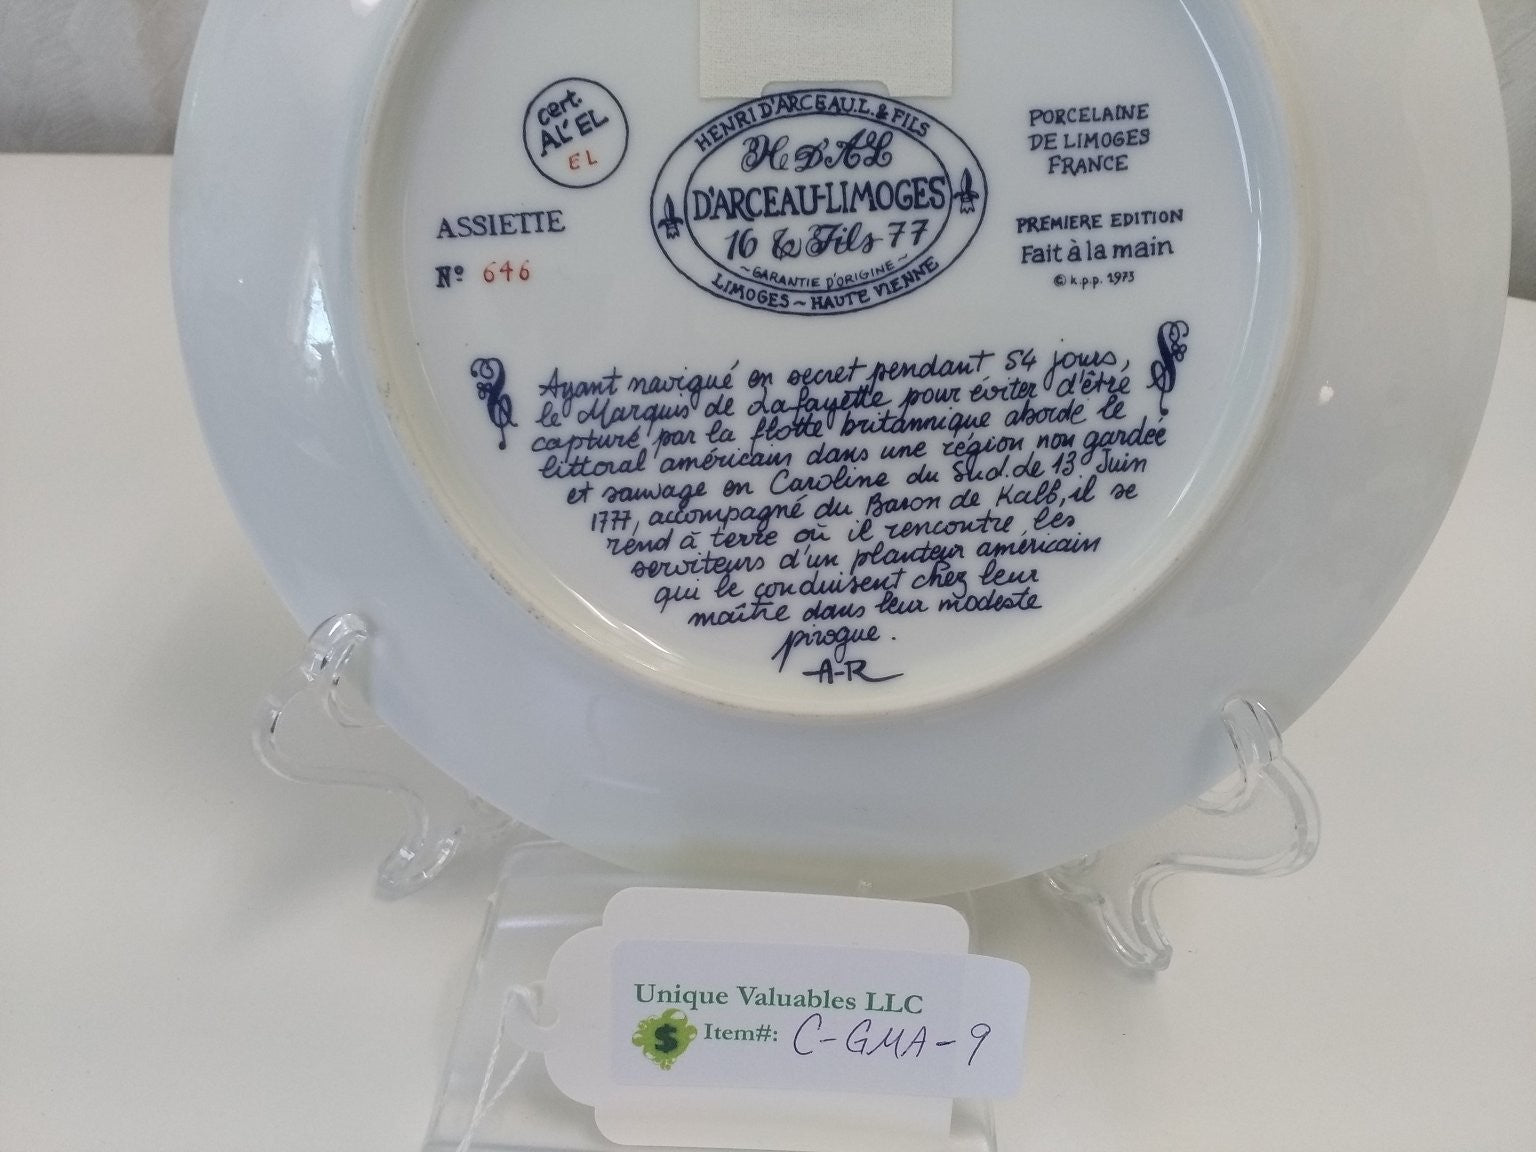 cert.
AL'EL
EL
ASSIETTE
No 646
HENRI D'ARCEAU.L. & FILS
H. D'A&L
D'ARCEAU-LIMOGES
16 & Fils 77
~GARANTIE D'ORIGINE~
LIMOGES ~ HAUTE VIENNE
PORCELAINE
DE LIMOGES
FRANCE
PREMIERE EDITION
Fait à la main
© k.p.p. 1973
Ayant navigué en secret pendant 54 jours,
le Marquis de Lafayette pour éviter d'être
capturé par la flotte britannique aborde le
littoral américain dans une région non gardée
et sauvage en Caroline du Sud. de 13 Juin
1777, accompagné du Baron de Kalb, il se
rend à terre où il rencontre les
serviteurs d'un planteur américain
qui le conduisent chez leur
maître dans leur modeste
pirogue.
A-R
Unique Valuables LLC
$ Item#: C-GMA-9